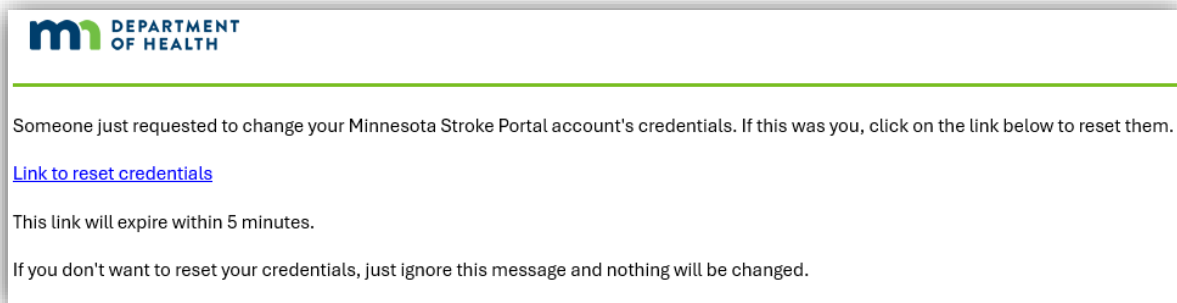 mn DEPARTMENT
OF HEALTH
Someone just requested to change your Minnesota Stroke Portal account's credentials. If this was you, click on the link below to reset them.
Link to reset credentials
This link will expire within 5 minutes.
If you don't want to reset your credentials, just ignore this message and nothing will be changed.